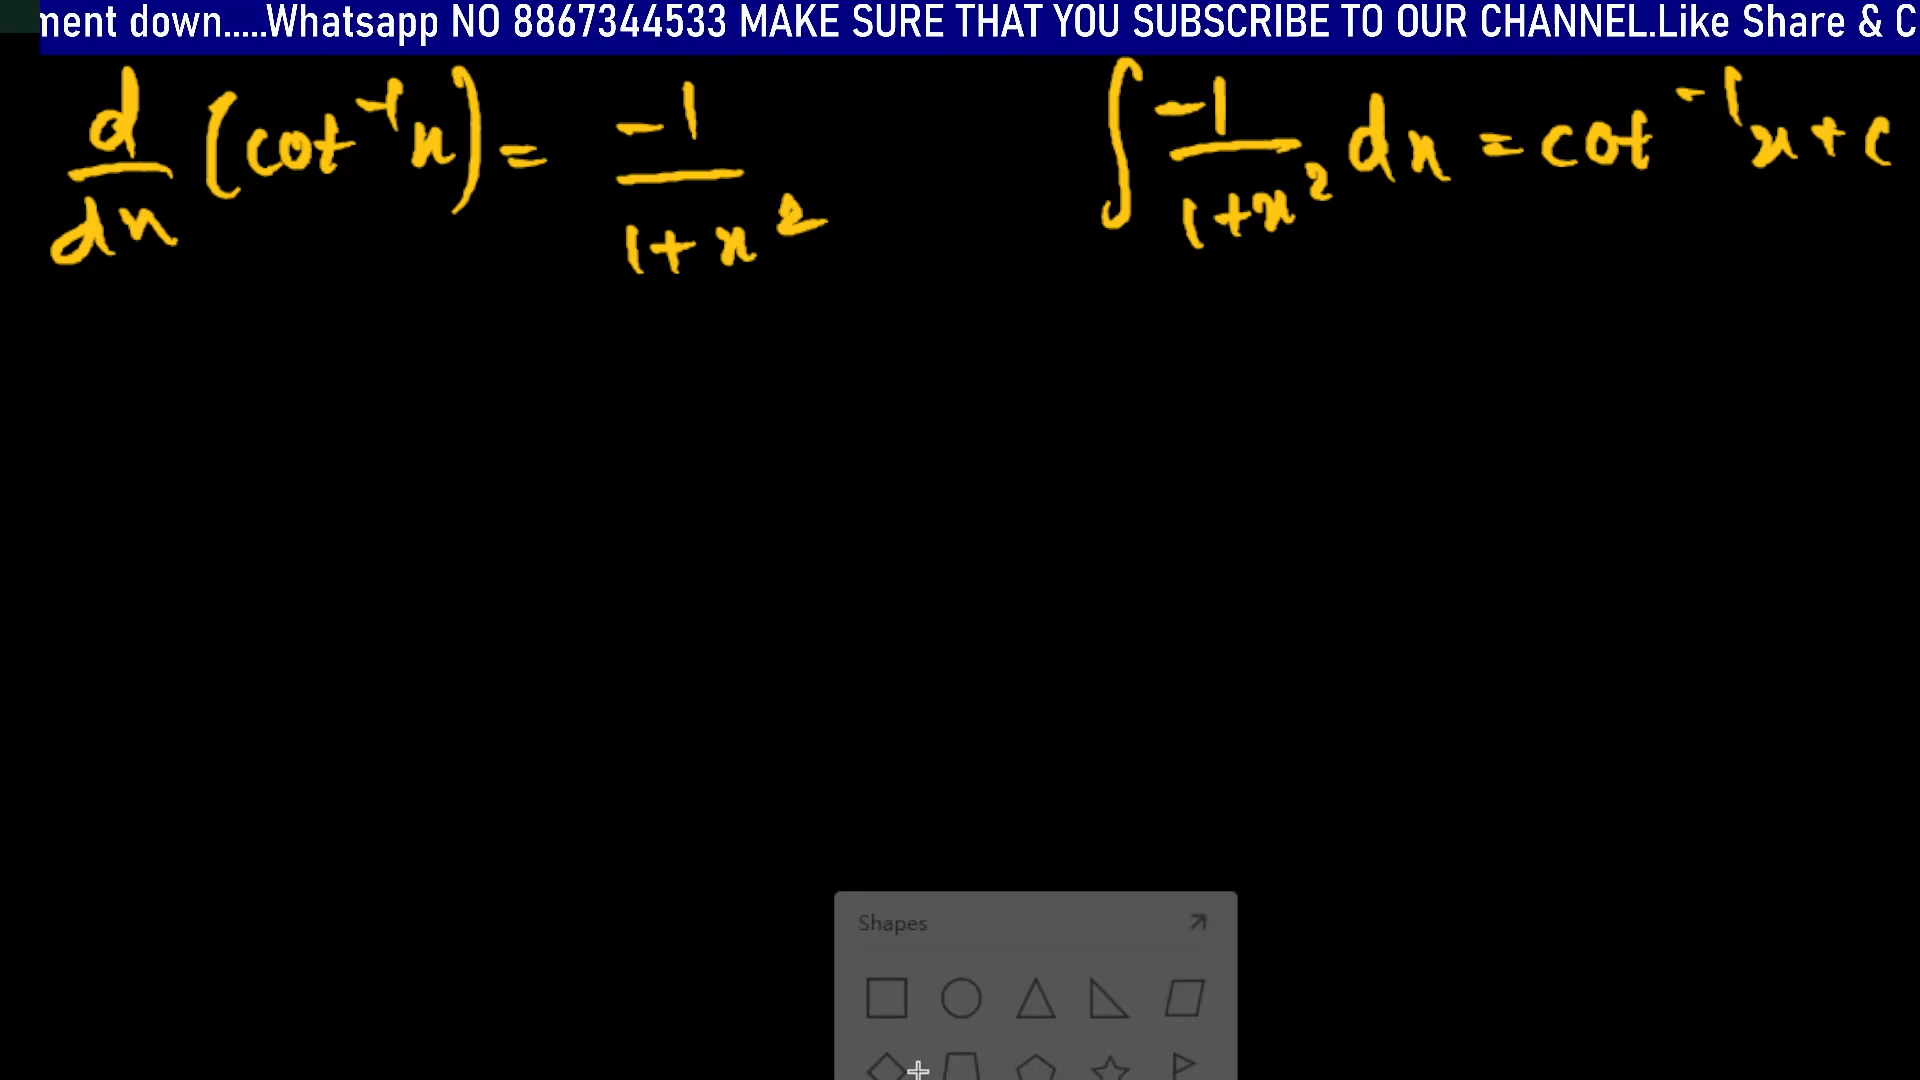 ment down.....Whatsapp NO 8867344533 MAKE SURE THAT YOU SUBSCRIBE TO OUR CHANNEL.Like Share & C
d/dx (cot⁻¹x) = -1/(1+x²)
∫ -1/(1+x²) dx = cot⁻¹x + c
Shapes